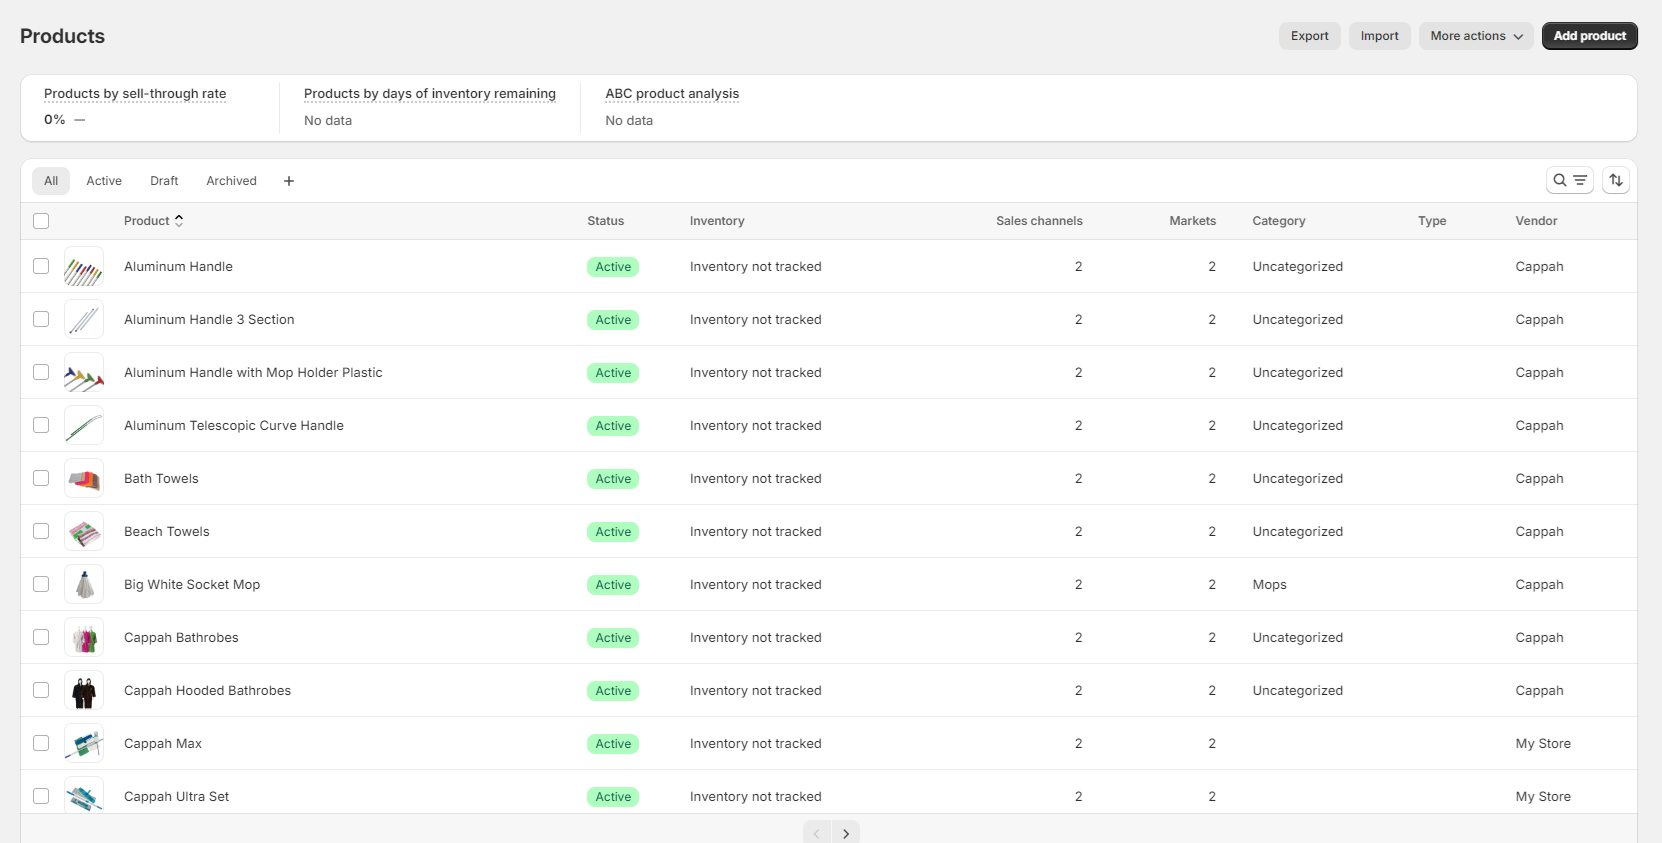 Products
Export Import More actions Add product
Products by sell-through rate Products by days of inventory remaining ABC product analysis
0% — No data No data
All Active Draft Archived +
Product Status Inventory Sales channels Markets Category Type Vendor
Aluminum Handle Active Inventory not tracked 2 2 Uncategorized Cappah
Aluminum Handle 3 Section Active Inventory not tracked 2 2 Uncategorized Cappah
Aluminum Handle with Mop Holder Plastic Active Inventory not tracked 2 2 Uncategorized Cappah
Aluminum Telescopic Curve Handle Active Inventory not tracked 2 2 Uncategorized Cappah
Bath Towels Active Inventory not tracked 2 2 Uncategorized Cappah
Beach Towels Active Inventory not tracked 2 2 Uncategorized Cappah
Big White Socket Mop Active Inventory not tracked 2 2 Mops Cappah
Cappah Bathrobes Active Inventory not tracked 2 2 Uncategorized Cappah
Cappah Hooded Bathrobes Active Inventory not tracked 2 2 Uncategorized Cappah
Cappah Max Active Inventory not tracked 2 2 My Store
Cappah Ultra Set Active Inventory not tracked 2 2 My Store